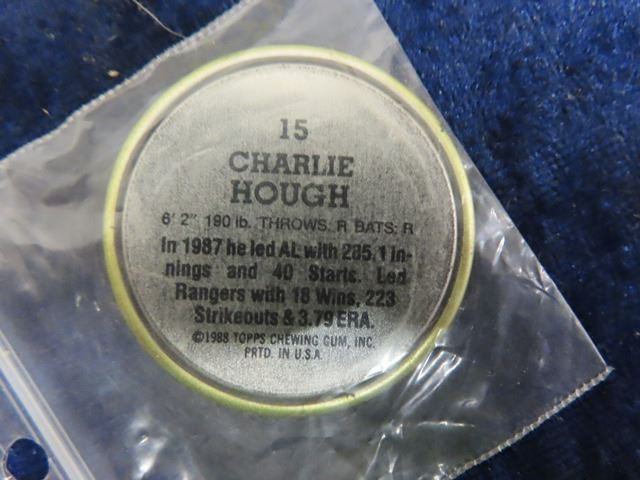 15
CHARLIE
HOUGH
6' 2" 190 lb. THROWS: R BATS: R
In 1987 he led AL with 285.1 In-
nings and 40 Starts. Led
Rangers with 18 Wins, 223
Strikeouts & 3.79 ERA.
©1988 TOPPS CHEWING GUM, INC.
PRTD. IN U.S.A.